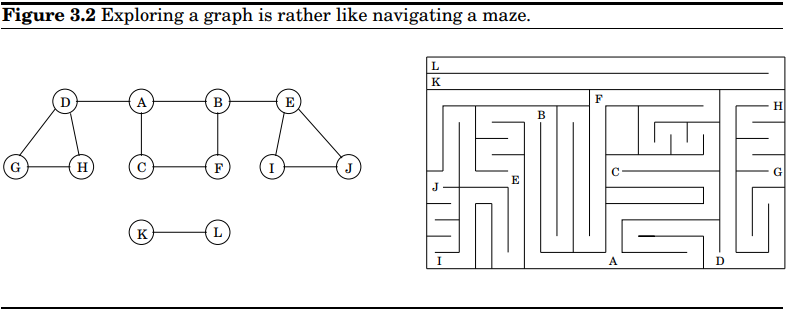 Figure 3.2 Exploring a graph is rather like navigating a maze.
D A B E
G H C F I J
K L
L
K
F
H
B
C
G
J
E
I
A
D